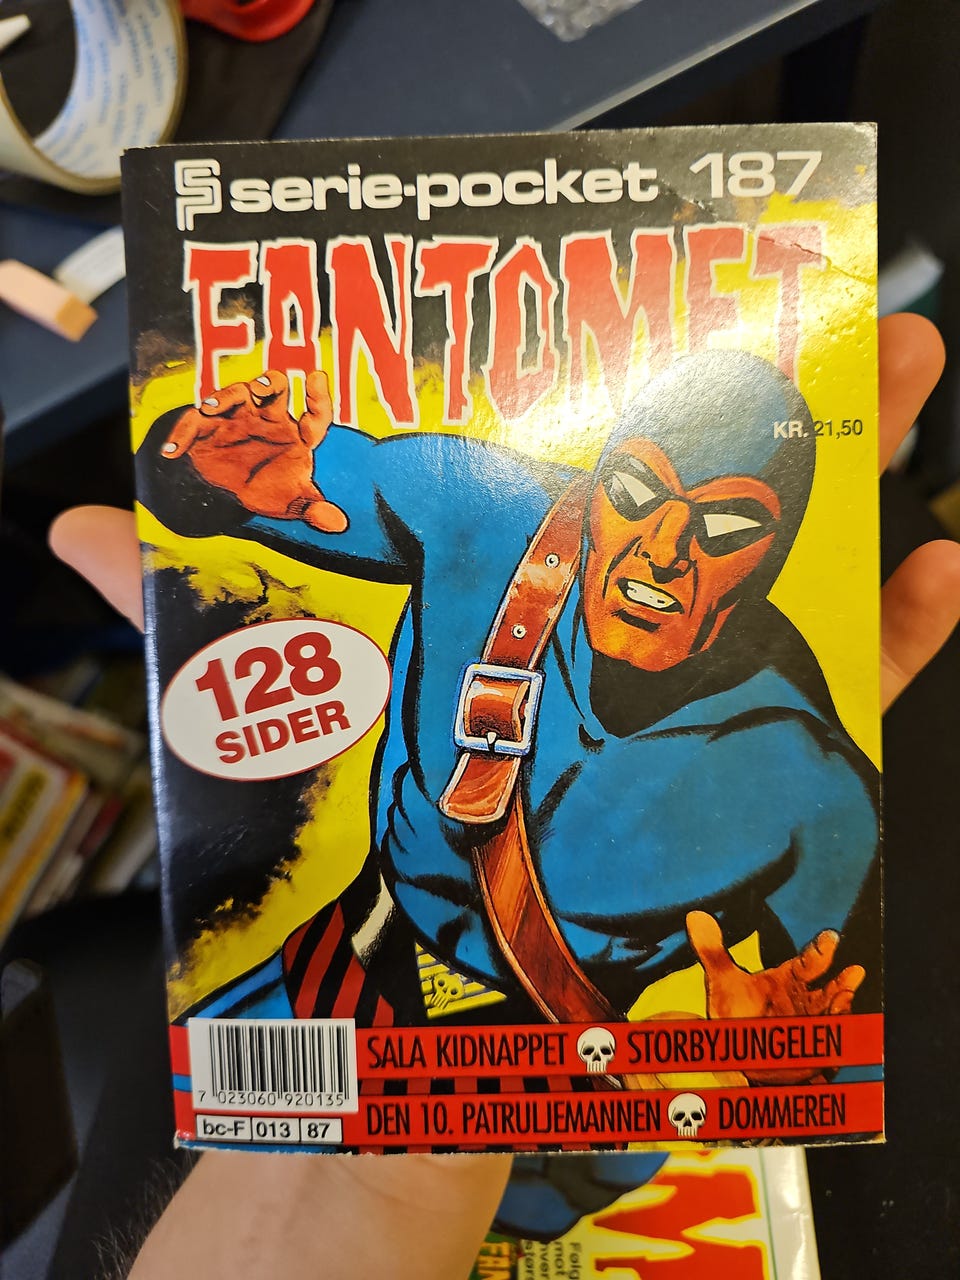 serie-pocket 187
FANTOMET
KR. 21,50
128
SIDER
SALA KIDNAPPET STORBYJUNGELEN
DEN 10. PATRULJEMANNEN DOMMEREN
7 023060 920135
bc-F 013 87